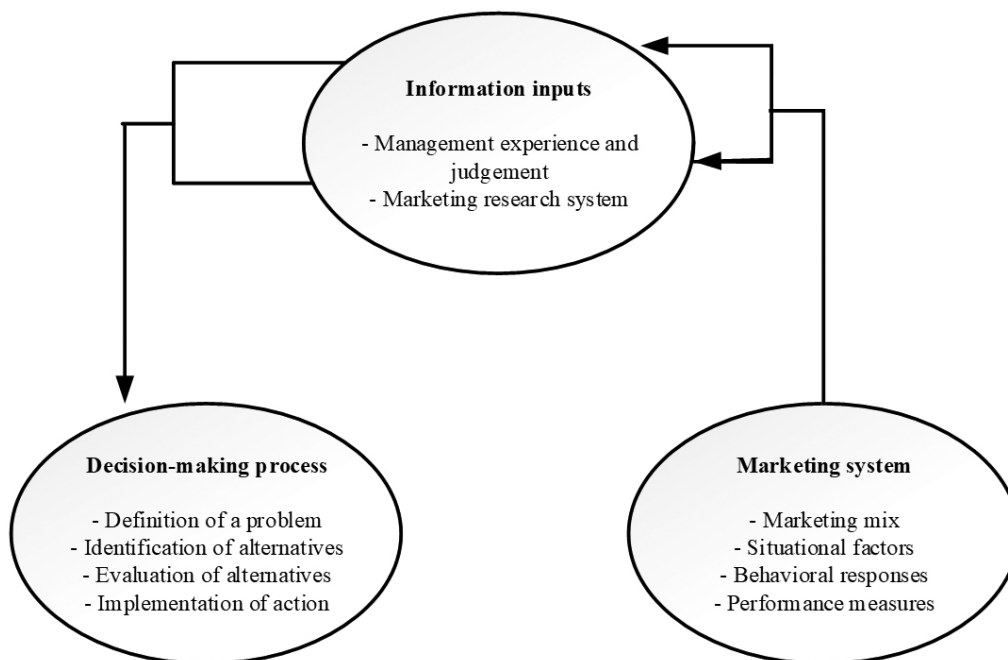 Information inputs
- Management experience and
judgement
- Marketing research system
Decision-making process
- Definition of a problem
- Identification of alternatives
- Evaluation of alternatives
- Implementation of action
Marketing system
- Marketing mix
- Situational factors
- Behavioral responses
- Performance measures